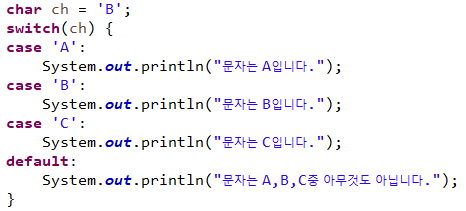 char ch = 'B';
switch(ch) {
case 'A':
    System.out.println("문자는 A입니다.");
case 'B':
    System.out.println("문자는 B입니다.");
case 'C':
    System.out.println("문자는 C입니다.");
default:
    System.out.println("문자는 A,B,C중 아무것도 아닙니다.");
}